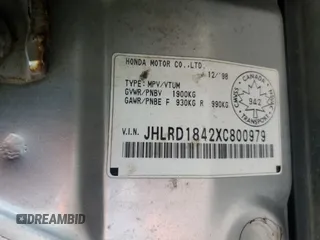 HONDA MOTOR CO.,LTD.
12/'98
TYPE: MPV/VTUM
GVWR/PNBV 1900KG
GAWR/PNBE F 930KG R 990KG
CANADA
942
V.I.N. JHLRD1842XC800979
DREAMBID